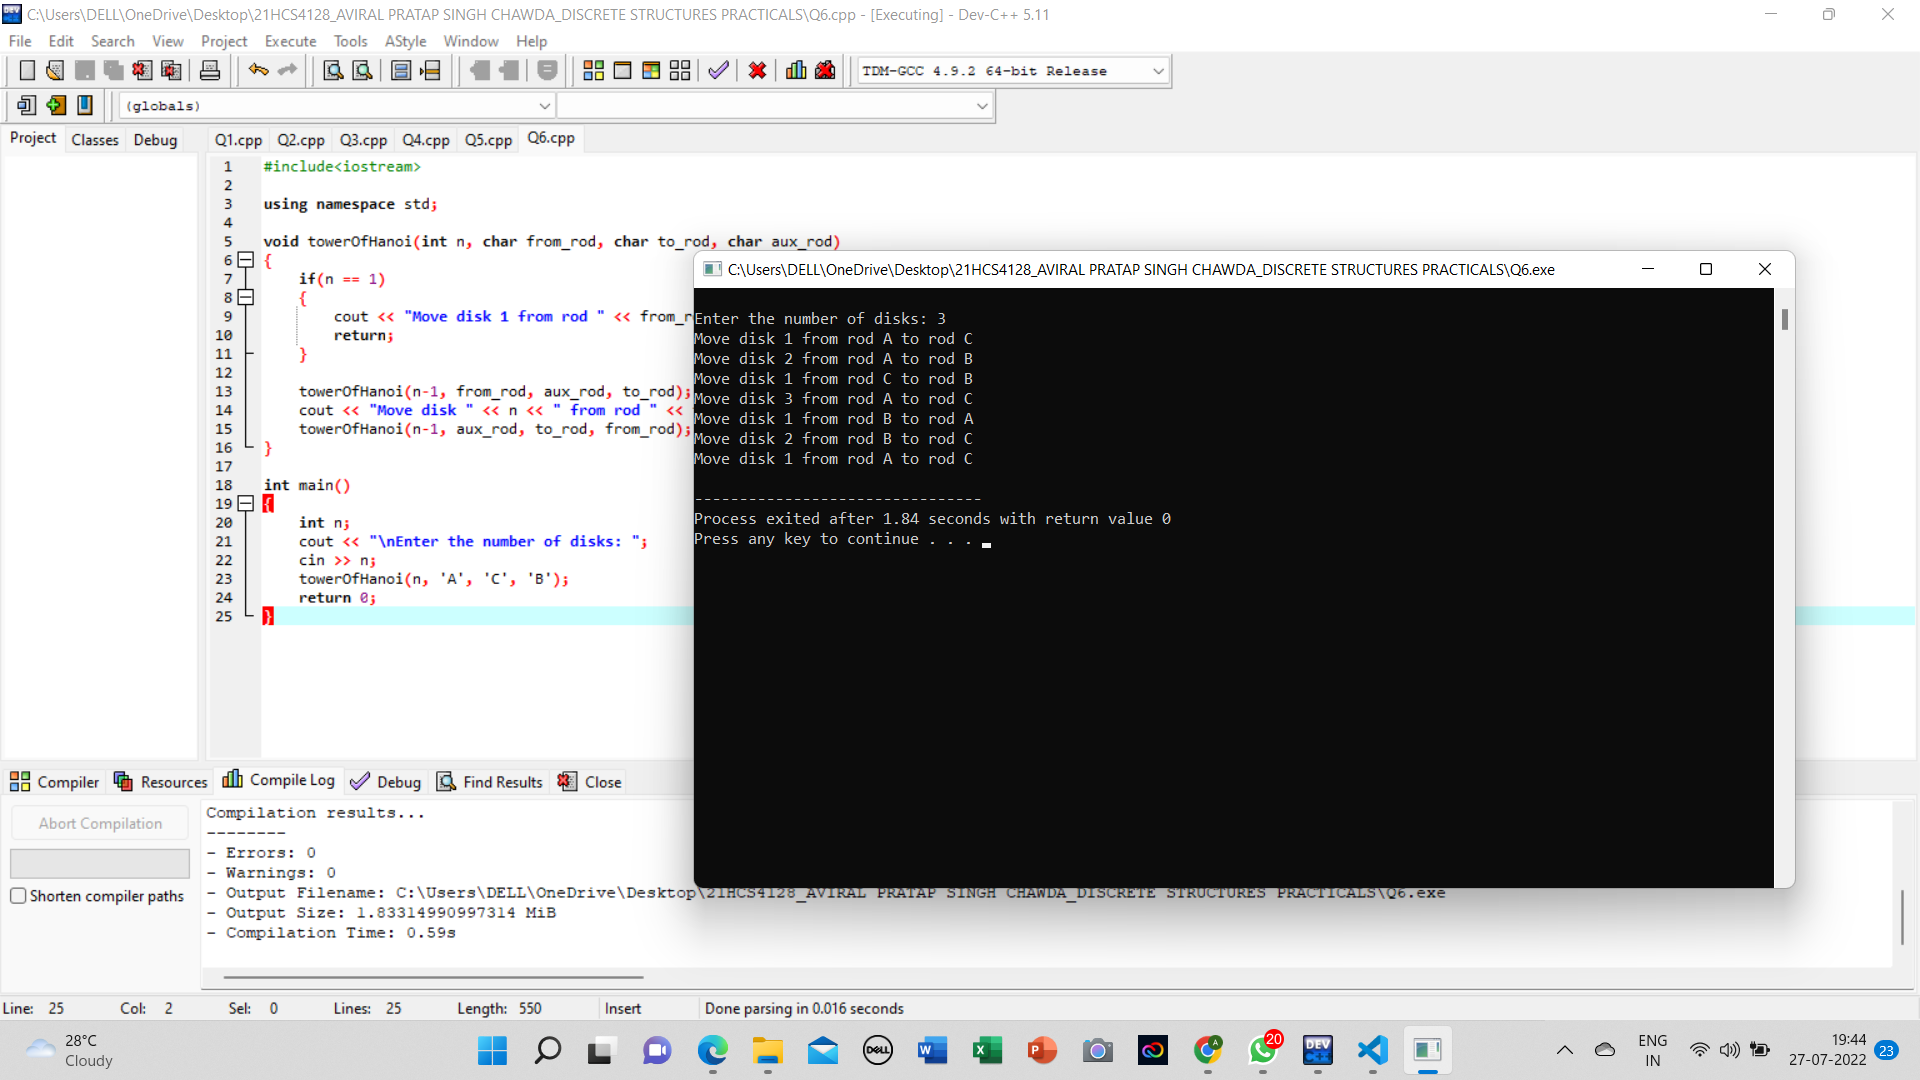 C:\Users\DELL\OneDrive\Desktop\21HCS4128_AVIRAL PRATAP SINGH CHAWDA_DISCRETE STRUCTURES PRACTICALS\Q6.cpp - [Executing] - Dev-C++ 5.11
File Edit Search View Project Execute Tools AStyle Window Help
TDM-GCC 4.9.2 64-bit Release
(globals)
Project Classes Debug
Q1.cpp Q2.cpp Q3.cpp Q4.cpp Q5.cpp Q6.cpp
1 #include<iostream>
2
3 using namespace std;
4
5 void towerOfHanoi(int n, char from_rod, char to_rod, char aux_rod)
6 {
7 if(n == 1)
8 {
9 cout << "Move disk 1 from rod " << from_r
10 return;
11 }
12
13 towerOfHanoi(n-1, from_rod, aux_rod, to_rod);
14 cout << "Move disk " << n << " from rod " <<
15 towerOfHanoi(n-1, aux_rod, to_rod, from_rod);
16 }
17
18 int main()
19 {
20 int n;
21 cout << "\nEnter the number of disks: ";
22 cin >> n;
23 towerOfHanoi(n, 'A', 'C', 'B');
24 return 0;
25 }
C:\Users\DELL\OneDrive\Desktop\21HCS4128_AVIRAL PRATAP SINGH CHAWDA_DISCRETE STRUCTURES PRACTICALS\Q6.exe
Enter the number of disks: 3
Move disk 1 from rod A to rod C
Move disk 2 from rod A to rod B
Move disk 1 from rod C to rod B
Move disk 3 from rod A to rod C
Move disk 1 from rod B to rod A
Move disk 2 from rod B to rod C
Move disk 1 from rod A to rod C
--------------------------------
Process exited after 1.84 seconds with return value 0
Press any key to continue . . .
Compiler Resources Compile Log Debug Find Results Close
Abort Compilation
Shorten compiler paths
Compilation results...
--------
- Errors: 0
- Warnings: 0
- Output Filename: C:\Users\DELL\OneDrive\Desktop\21HCS4128_AVIRAL PRATAP SINGH CHAWDA_DISCRETE STRUCTURES PRACTICALS\Q6.exe
- Output Size: 1.83314990997314 MiB
- Compilation Time: 0.59s
Line: 25 Col: 2 Sel: 0 Lines: 25 Length: 550 Insert Done parsing in 0.016 seconds
28°C
Cloudy
DELL
20
DEV
C++
ENG
IN
19:44
27-07-2022
23